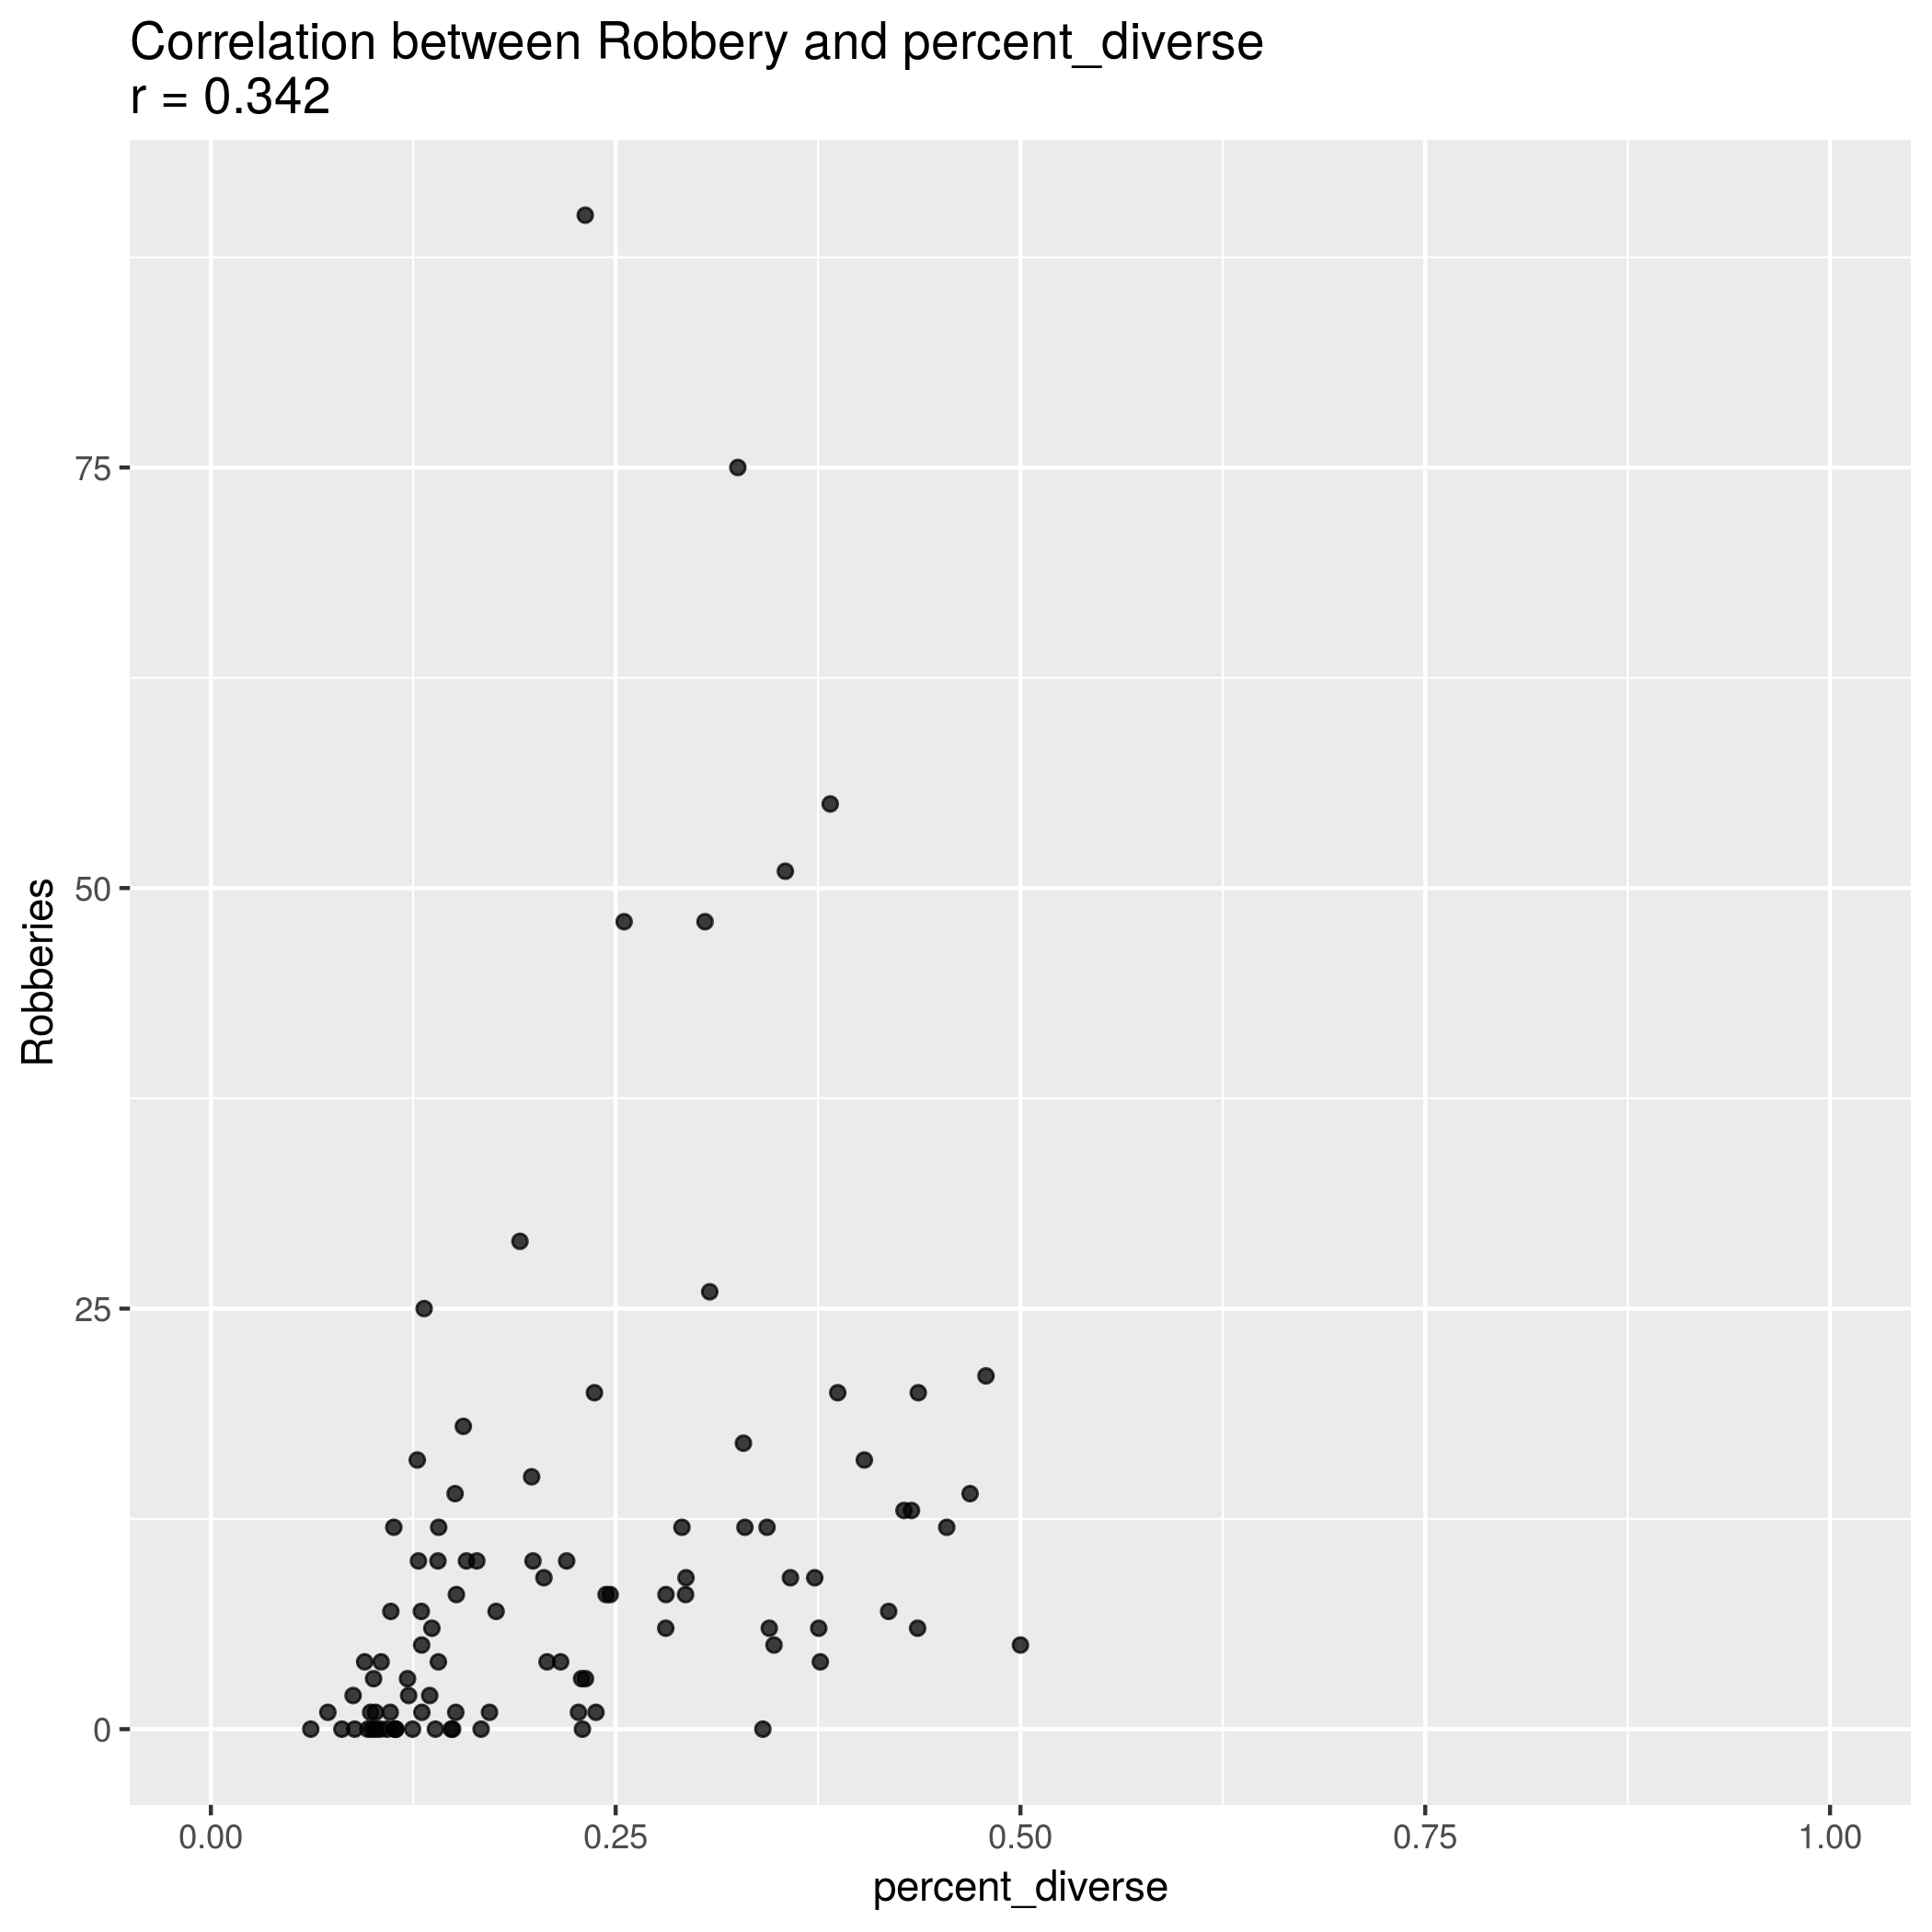 Correlation between Robbery and percent_diverse
r = 0.342
Robberies
75
50
25
0
0.00 0.25 0.50 0.75 1.00
percent_diverse